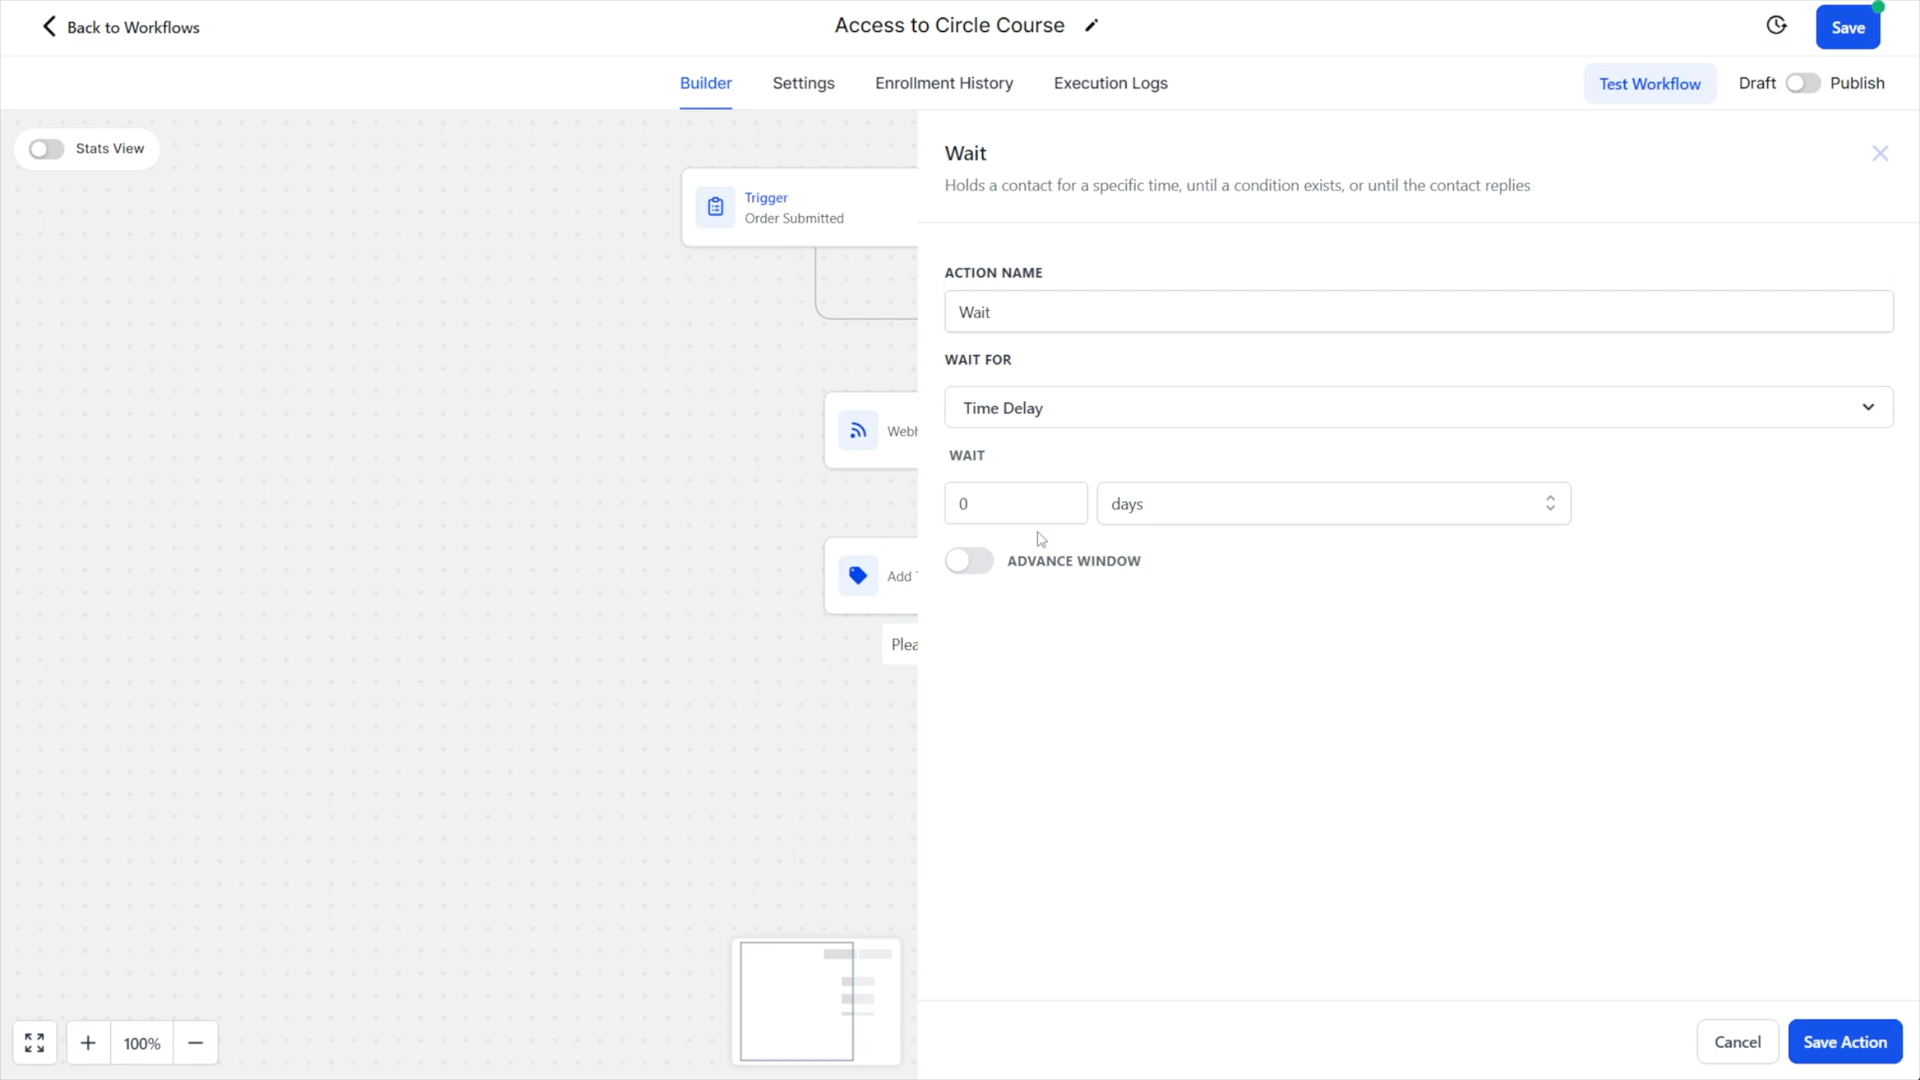 Back to Workflows
Access to Circle Course
Save
Builder
Settings
Enrollment History
Execution Logs
Test Workflow
Draft
Publish
Stats View
Trigger
Order Submitted
Add
Plea
100%
Wait
Holds a contact for a specific time, until a condition exists, or until the contact replies
ACTION NAME
Wait
WAIT FOR
Time Delay
WAIT
0
days
ADVANCE WINDOW
Cancel
Save Action